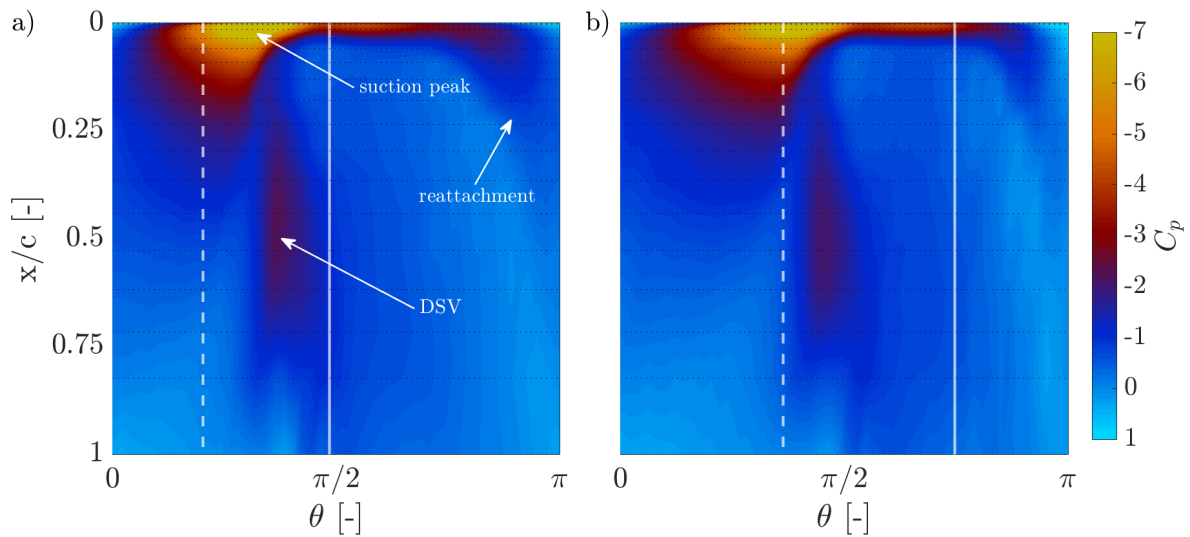 a)
0
0.25
0.5
0.75
1
x/c [-]
suction peak
reattachment
DSV
0
π/2
π
θ [-]
b)
0
π/2
π
θ [-]
-7
-6
-5
-4
-3
-2
-1
0
1
C_p